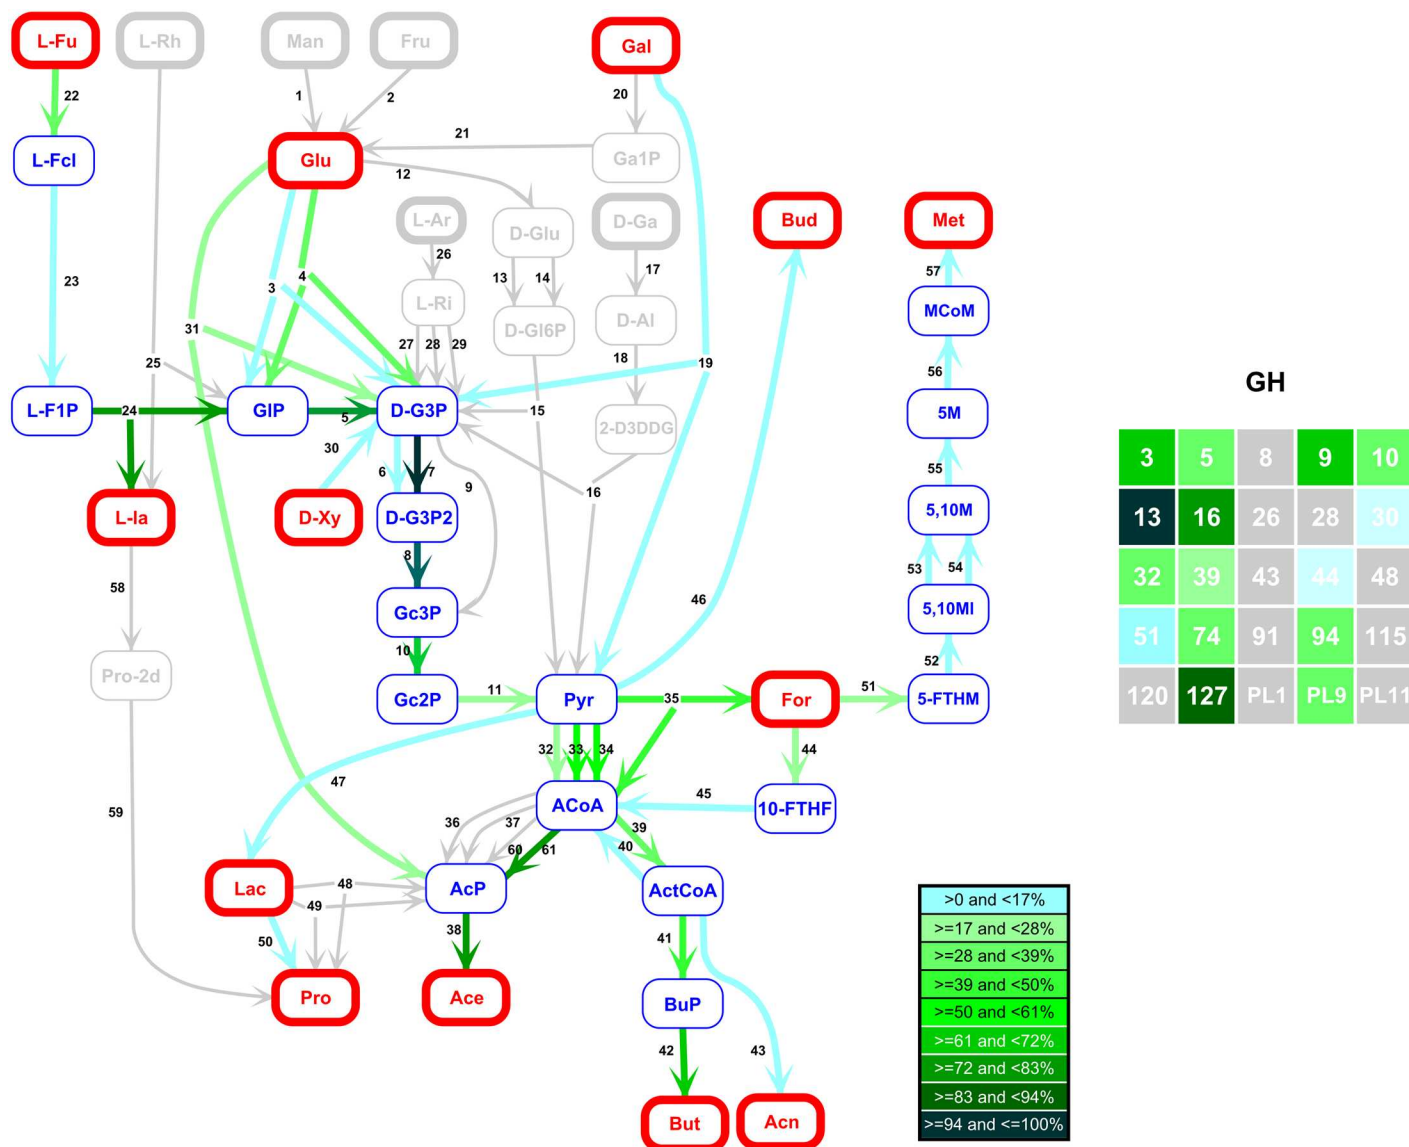 L-Fu
L-Rh
Man
Fru
Gal
22
1
2
20
21
L-Fcl
Glu
12
Ga1P
23
L-Ar
D-Glu
D-Ga
Bud
Met
26
13
14
17
57
3
4
L-Ri
D-Gl6P
D-Al
MCoM
31
27
28
29
18
19
56
25
L-F1P
24
GIP
5
D-G3P
15
2-D3DDG
5M
30
6
7
9
16
55
L-la
D-Xy
D-G3P2
5,10M
58
8
53
54
Gc3P
46
5,10MI
10
52
Pro-2d
Gc2P
11
Pyr
35
For
51
5-FTHM
32
33
34
44
47
59
ACoA
45
10-FTHF
36
37
39
60
61
40
Lac
48
AcP
ActCoA
49
50
38
41
Pro
Ace
BuP
42
43
But
Acn
GH
3 5 8 9 10
13 16 26 28 30
32 39 43 44 48
51 74 91 94 115
120 127 PL1 PL9 PL11
>0 and <17%
>=17 and <28%
>=28 and <39%
>=39 and <50%
>=50 and <61%
>=61 and <72%
>=72 and <83%
>=83 and <94%
>=94 and <=100%